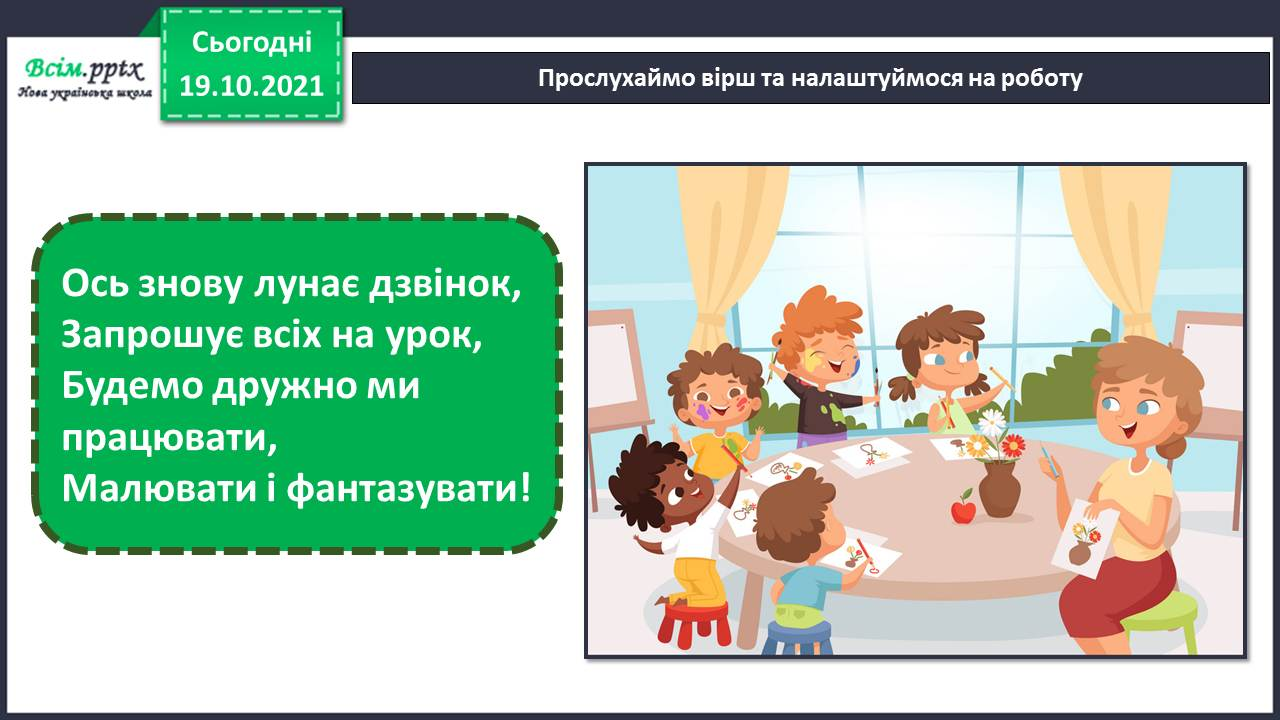 Всім.pptx
Нова українська школа
Сьогодні
19.10.2021
Прослухаймо вірш та налаштуймося на роботу
Ось знову лунає дзвінок,
Запрошує всіх на урок,
Будемо дружно ми
працювати,
Малювати і фантазувати!